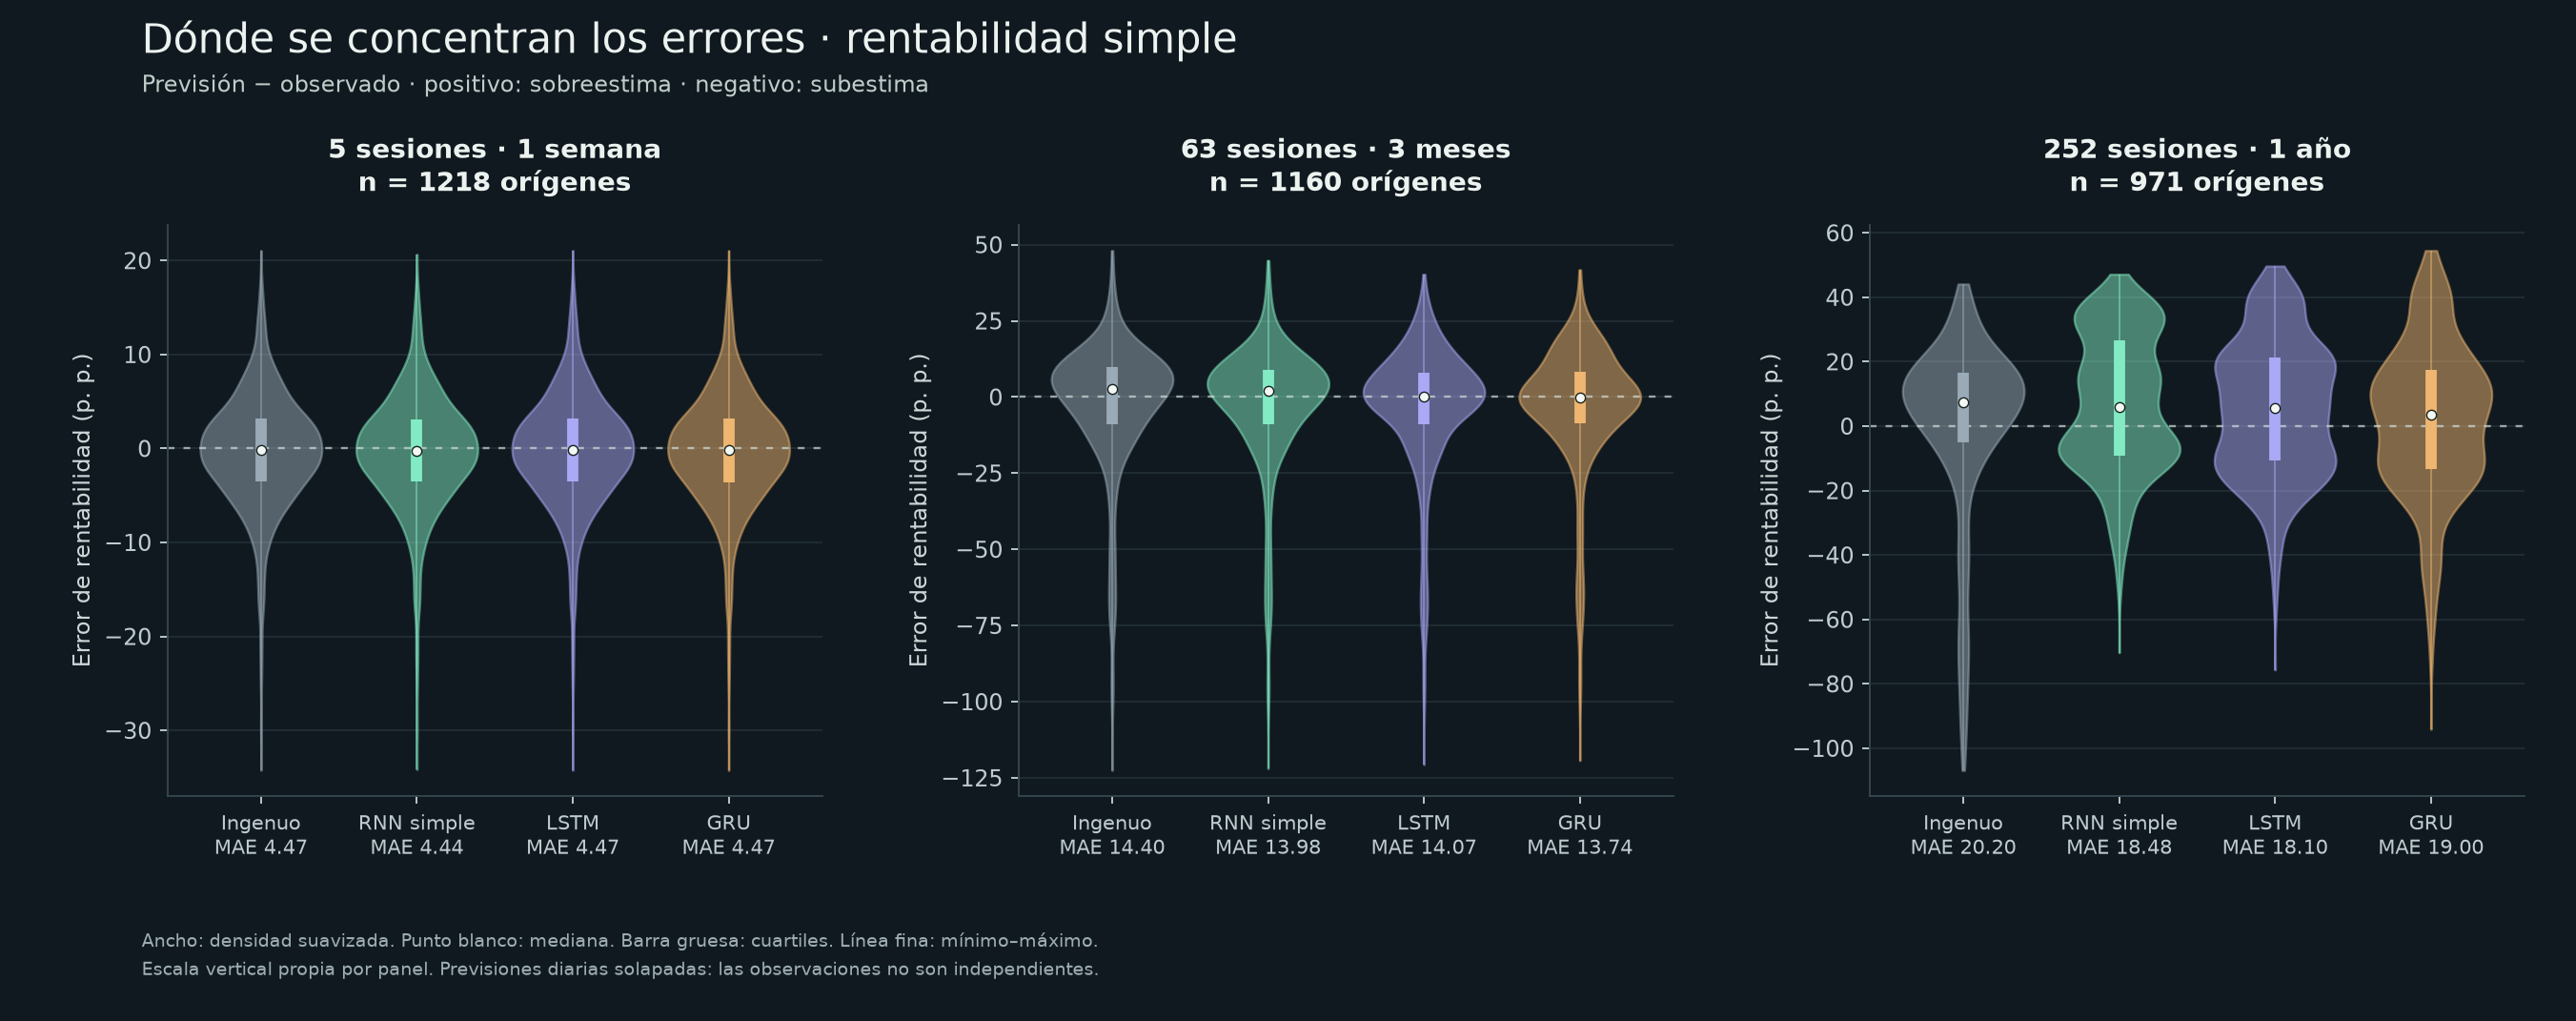 Dónde se concentran los errores · rentabilidad simple
Previsión − observado · positivo: sobreestima · negativo: subestima
5 sesiones · 1 semana
n = 1218 orígenes
Error de rentabilidad (p. p.)
20
10
0
−10
−20
−30
Ingenuo
MAE 4.47
RNN simple
MAE 4.44
LSTM
MAE 4.47
GRU
MAE 4.47
63 sesiones · 3 meses
n = 1160 orígenes
Error de rentabilidad (p. p.)
50
25
0
−25
−50
−75
−100
−125
Ingenuo
MAE 14.40
RNN simple
MAE 13.98
LSTM
MAE 14.07
GRU
MAE 13.74
252 sesiones · 1 año
n = 971 orígenes
Error de rentabilidad (p. p.)
60
40
20
0
−20
−40
−60
−80
−100
Ingenuo
MAE 20.20
RNN simple
MAE 18.48
LSTM
MAE 18.10
GRU
MAE 19.00
Ancho: densidad suavizada. Punto blanco: mediana. Barra gruesa: cuartiles. Línea fina: mínimo–máximo.
Escala vertical propia por panel. Previsiones diarias solapadas: las observaciones no son independientes.